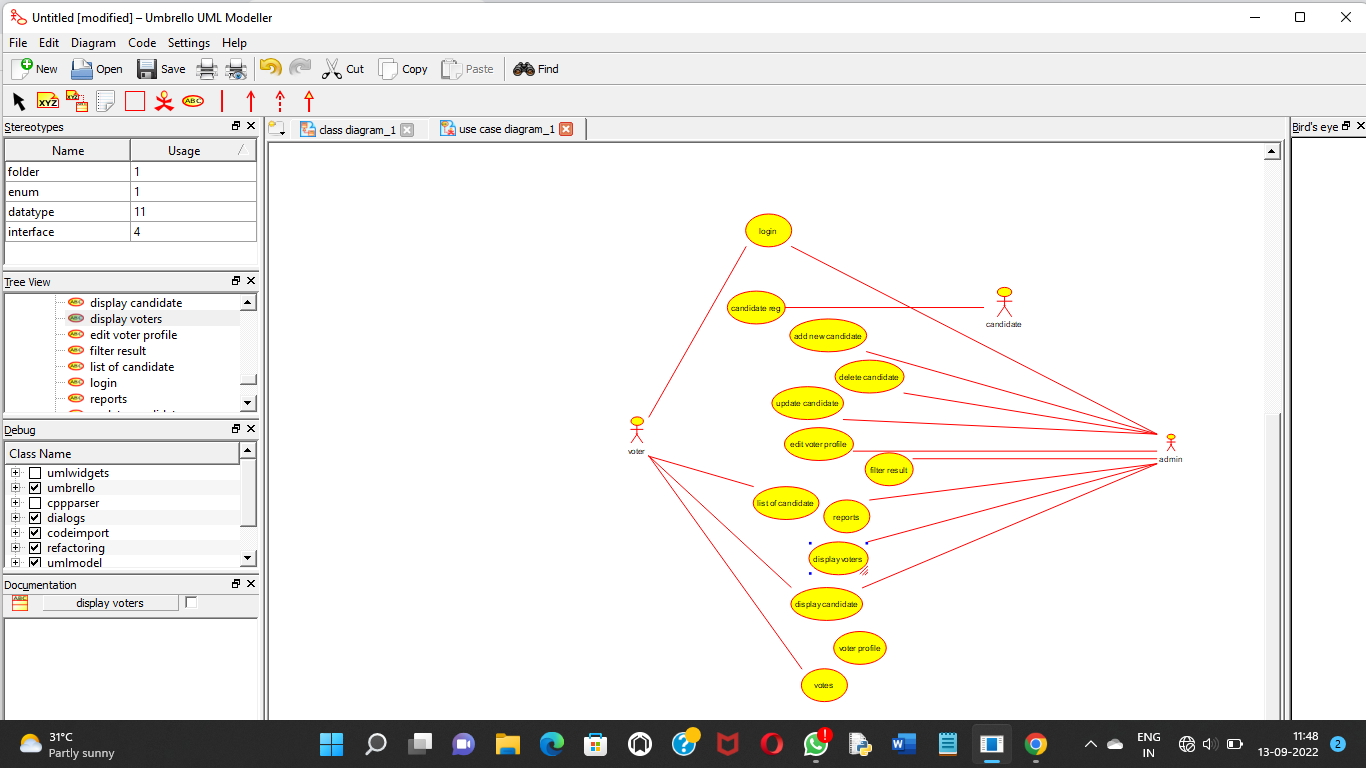 Untitled [modified] – Umbrello UML Modeller
File Edit Diagram Code Settings Help
New Open Save Cut Copy Paste Find
XYZ ABC
Stereotypes
class diagram_1 use case diagram_1
Bird's eye
Name Usage
folder 1
enum 1
datatype 11
interface 4
Tree View
display candidate
display voters
edit voter profile
filter result
list of candidate
login
reports
Debug
Class Name
umlwidgets
umbrello
cppparser
dialogs
codeimport
refactoring
umlmodel
Documentation
display voters
login
candidate reg
candidate
add new candidate
delete candidate
update candidate
voter
edit voter profile
admin
filter result
list of candidate
reports
display voters
display candidate
voter profile
votes
31°C
Partly sunny
ENG
IN
11:48
13-09-2022
2